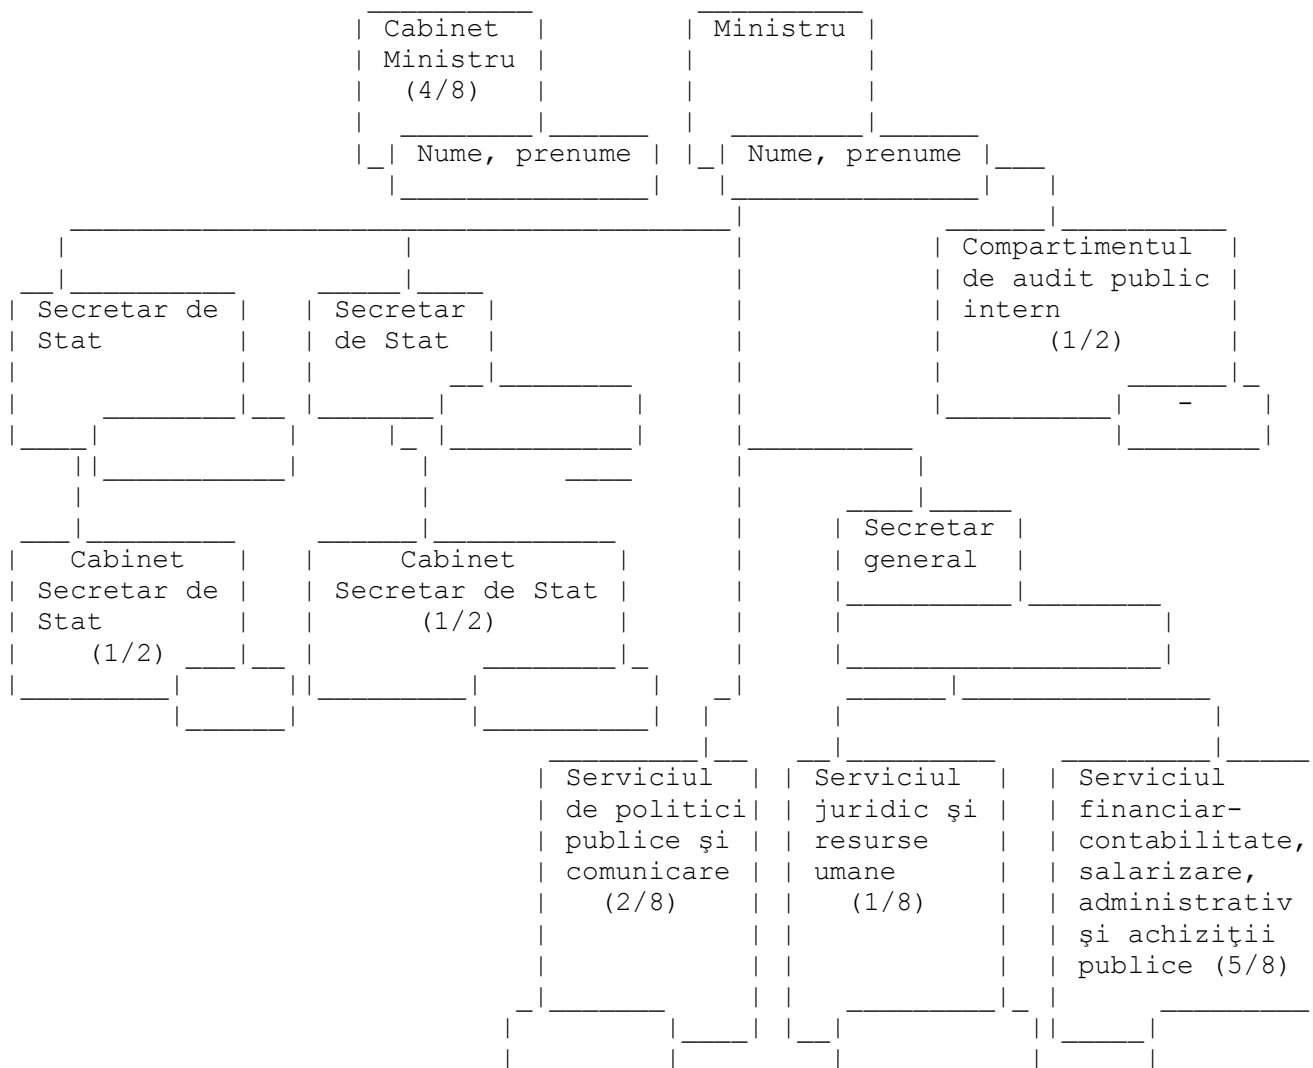 Cabinet
Ministru
(4/8)
Nume, prenume
Ministru
Nume, prenume
Secretar de
Stat
Secretar
de Stat
Compartimentul
de audit public
intern
(1/2)
-
Cabinet
Secretar de
Stat
(1/2)
Cabinet
Secretar de Stat
(1/2)
Secretar
general
Serviciul
de politici
publice şi
comunicare
(2/8)
Serviciul
juridic şi
resurse
umane
(1/8)
Serviciul
financiar-
contabilitate,
salarizare,
administrativ
şi achiziţii
publice (5/8)